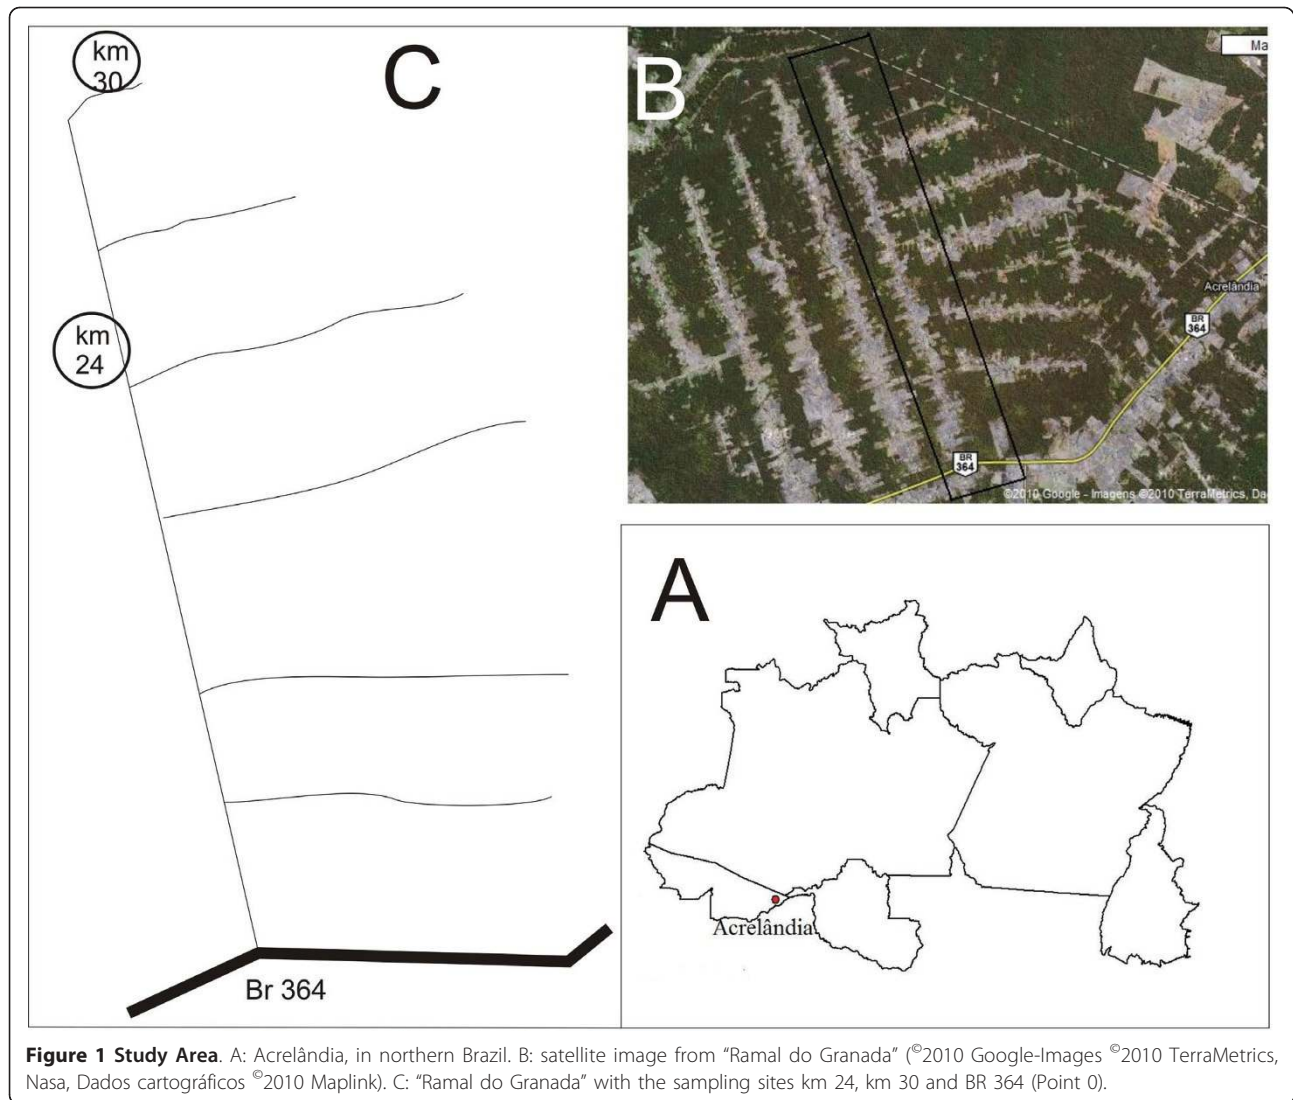 km
30
C
km
24
Br 364
B
Ma
Acrelândia
BR
364
BR
364
©2010 Google - Imagens ©2010 TerraMetrics, Da
A
Acrelândia
Figure 1 Study Area. A: Acrelândia, in northern Brazil. B: satellite image from “Ramal do Granada” (©2010 Google-Images ©2010 TerraMetrics,
Nasa, Dados cartográficos ©2010 Maplink). C: “Ramal do Granada” with the sampling sites km 24, km 30 and BR 364 (Point 0).